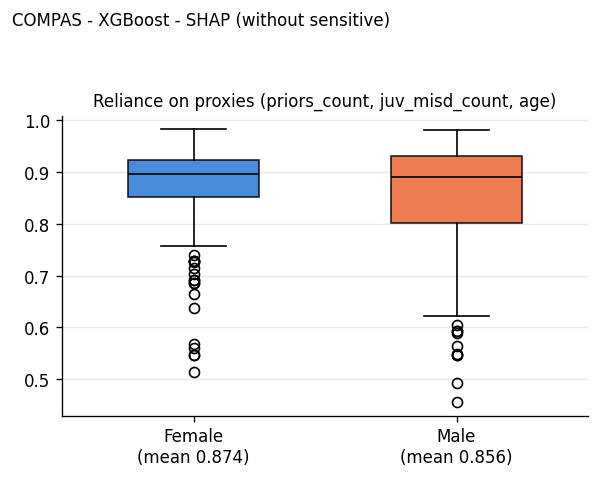 COMPAS - XGBoost - SHAP (without sensitive)
Reliance on proxies (priors_count, juv_misd_count, age)
1.0
0.9
0.8
0.7
0.6
0.5
Female
(mean 0.874)
Male
(mean 0.856)